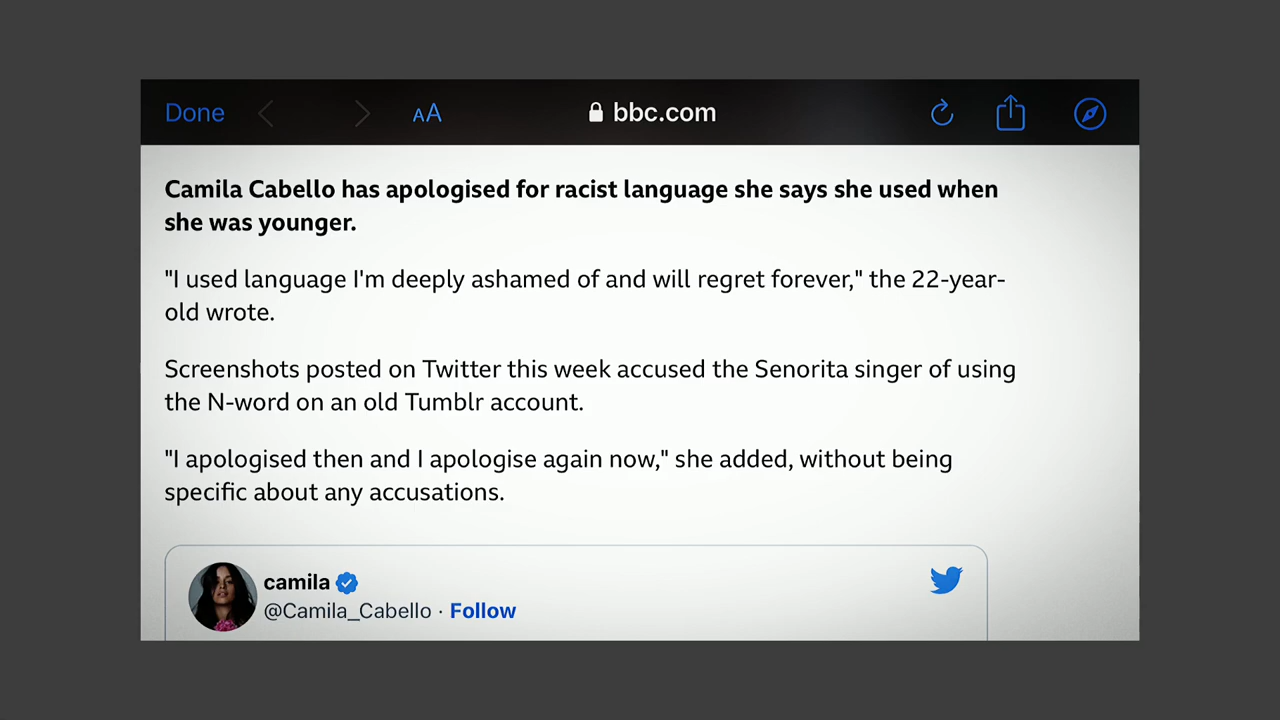 Done
AA
bbc.com
Camila Cabello has apologised for racist language she says she used when
she was younger.
"I used language I'm deeply ashamed of and will regret forever," the 22-year-
old wrote.
Screenshots posted on Twitter this week accused the Senorita singer of using
the N-word on an old Tumblr account.
"I apologised then and I apologise again now," she added, without being
specific about any accusations.
camila
@Camila_Cabello · Follow